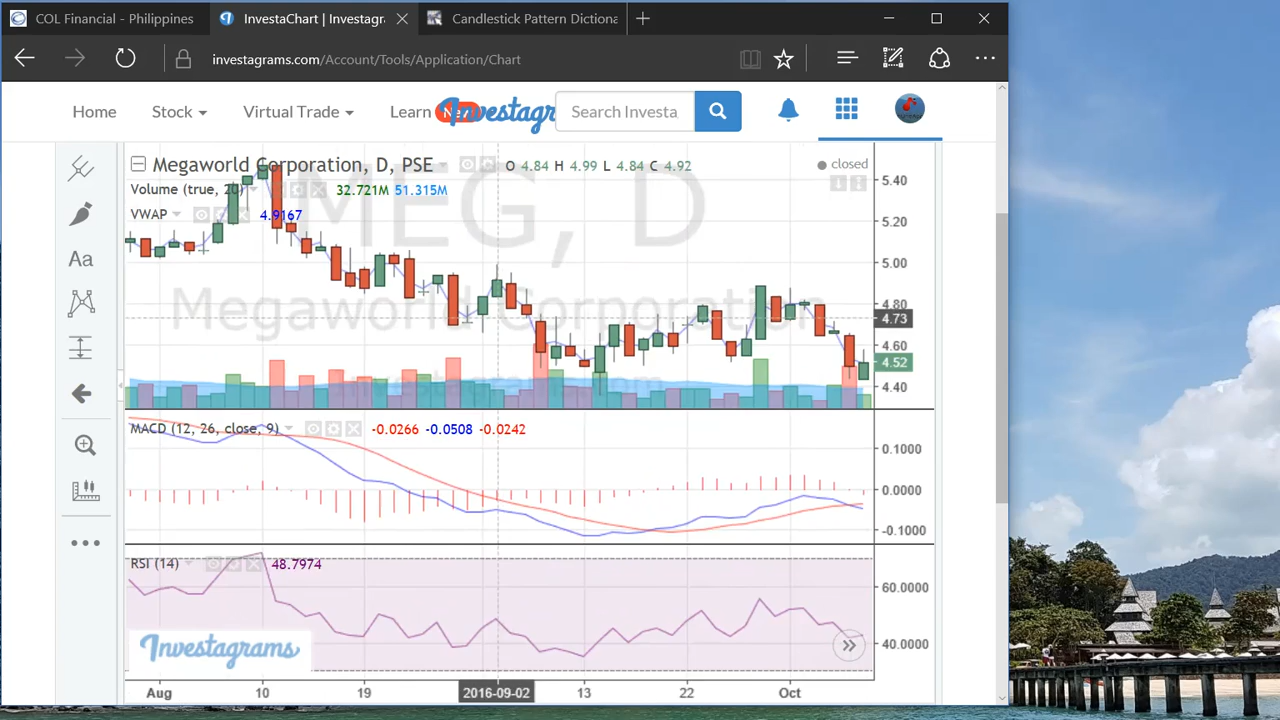 COL Financial - Philippines
InvestaChart | Investagr
Candlestick Pattern Dictiona
investagrams.com/Account/Tools/Application/Chart
Home
Stock
Virtual Trade
Learn
Investagr
Search Investa
Megaworld Corporation, D, PSE
O 4.84 H 4.99 L 4.84 C 4.92
closed
Volume (true, 2
32.721M 51.315M
VWAP
4.9167
MEG, D
Megaworld Corporation
5.40
5.20
5.00
4.80
4.73
4.60
4.52
4.40
Aa
MACD (12, 26, close, 9)
-0.0266 -0.0508 -0.0242
0.1000
0.0000
-0.1000
RSI (14)
48.7974
60.0000
40.0000
Investagrams
Aug
10
19
2016-09-02
13
22
Oct